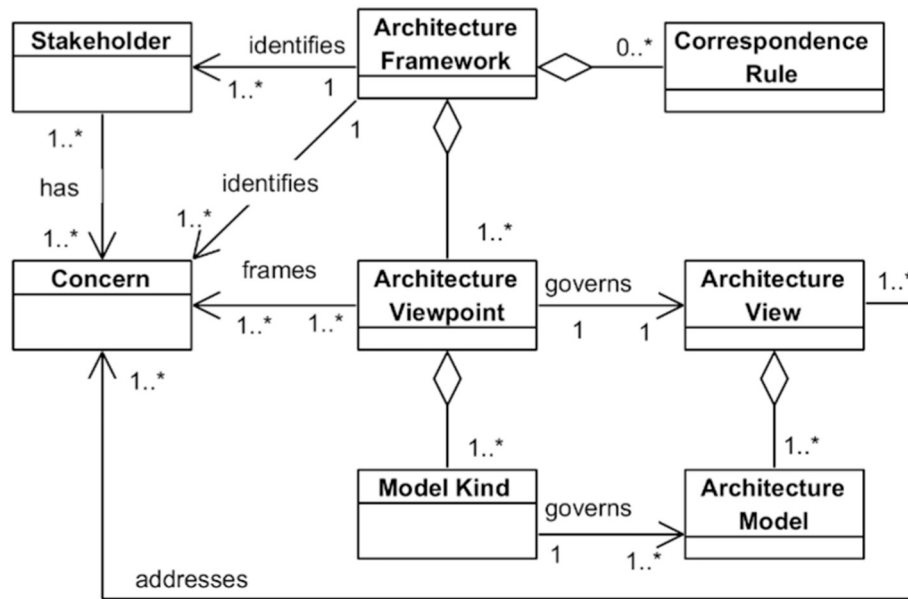 Stakeholder
identifies
1..*
1
Architecture
Framework
0..*
Correspondence
Rule
1..*
has
1..*
1
identifies
1..*
1..*
Concern
frames
1..*
1..*
Architecture
Viewpoint
governs
1
1
Architecture
View
1..*
1..*
1..*
1..*
Model Kind
governs
1
1..*
Architecture
Model
addresses